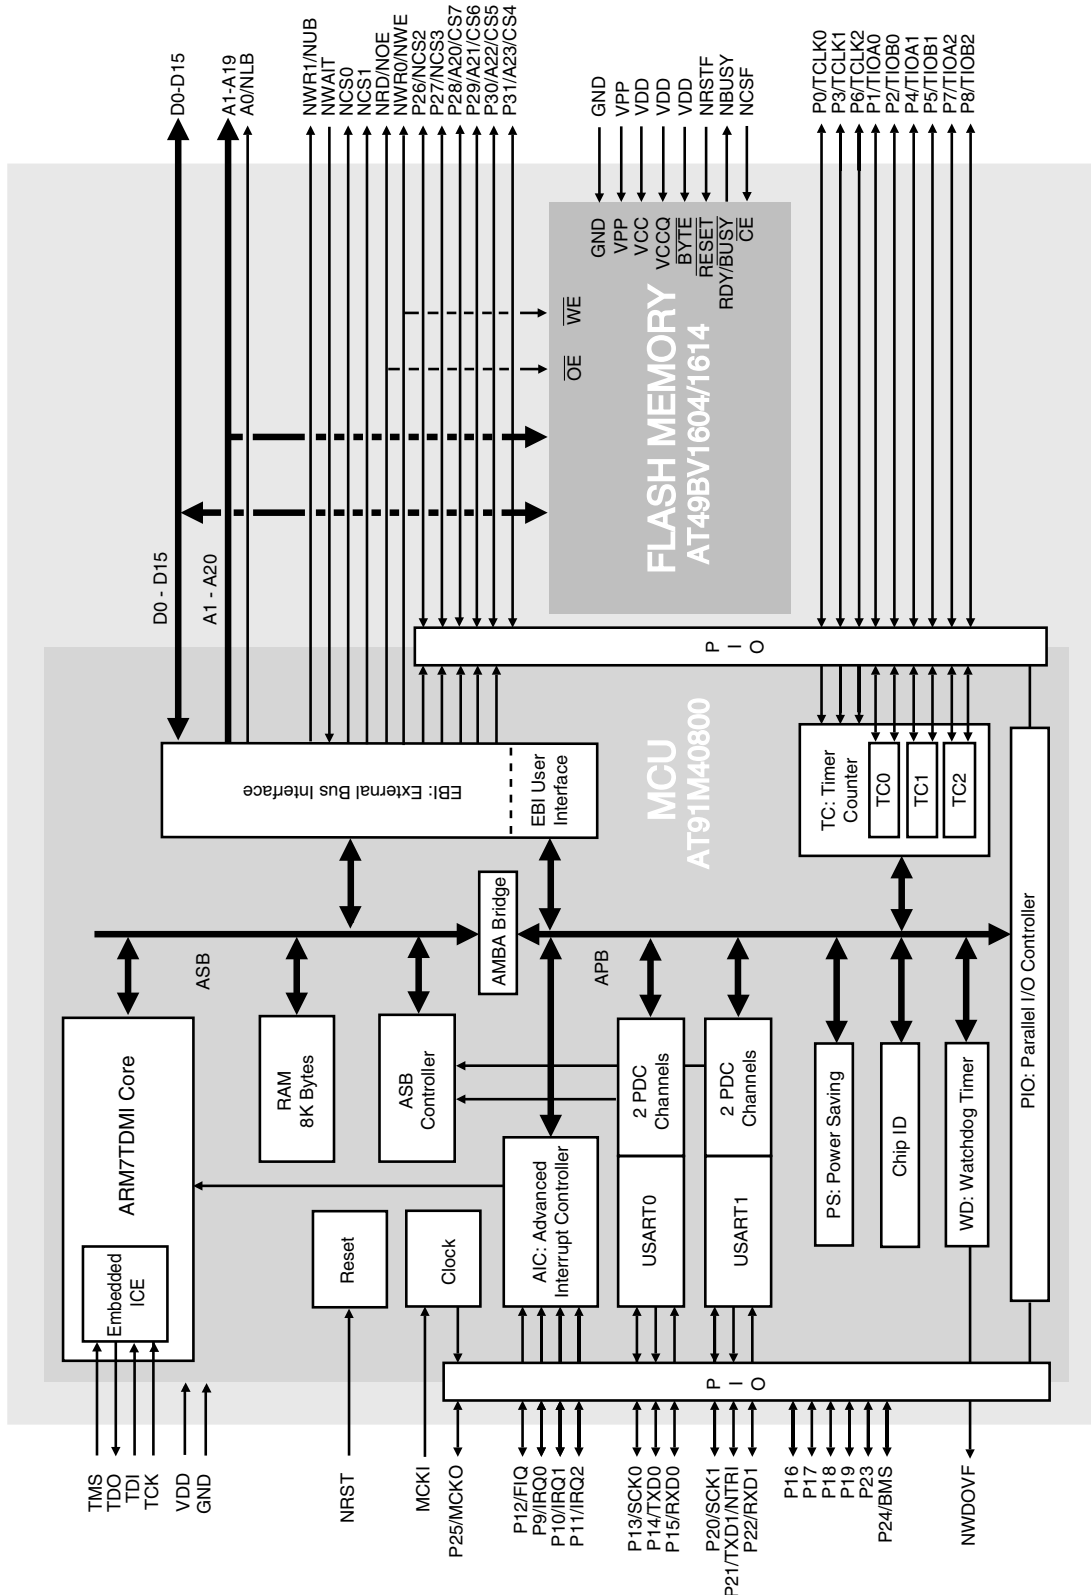 TMS
TDO
TDI
TCK
VDD
GND
NRST
MCKI
P25/MCKO
P12/FIQ
P9/IRQ0
P10/IRQ1
P11/IRQ2
P13/SCK0
P14/TXD0
P15/RXD0
P20/SCK1
P21/TXD1/NTRI
P22/RXD1
P16
P17
P18
P19
P23
P24/BMS
NWDOVF
Embedded
ICE
ARM7TDMI Core
Reset
Clock
P
I
O
AIC: Advanced
Interrupt Controller
USART0
2 PDC
Channels
USART1
2 PDC
Channels
RAM
8K Bytes
ASB
Controller
PS: Power Saving
Chip ID
WD: Watchdog Timer
PIO: Parallel I/O Controller
ASB
AMBA Bridge
APB
EBI: External Bus Interface
EBI User
Interface
MCU
AT91M40800
TC: Timer
Counter
TC0
TC1
TC2
P
I
O
D0 - D15
A1 - A20
FLASH MEMORY
AT49BV1604/1614
OE
WE
GND
VPP
VCC
VCCQ
BYTE
RESET
RDY/BUSY
CE
D0-D15
A1-A19
A0/NLB
NWR1/NUB
NWAIT
NCS0
NCS1
NRD/NOE
NWR0/NWE
P26/NCS2
P27/NCS3
P28/A20/CS7
P29/A21/CS6
P30/A22/CS5
P31/A23/CS4
GND
VPP
VDD
VDD
VDD
NRSTF
NBUSY
NCSF
P0/TCLK0
P3/TCLK1
P6/TCLK2
P1/TIOA0
P2/TIOB0
P4/TIOA1
P5/TIOB1
P7/TIOA2
P8/TIOB2